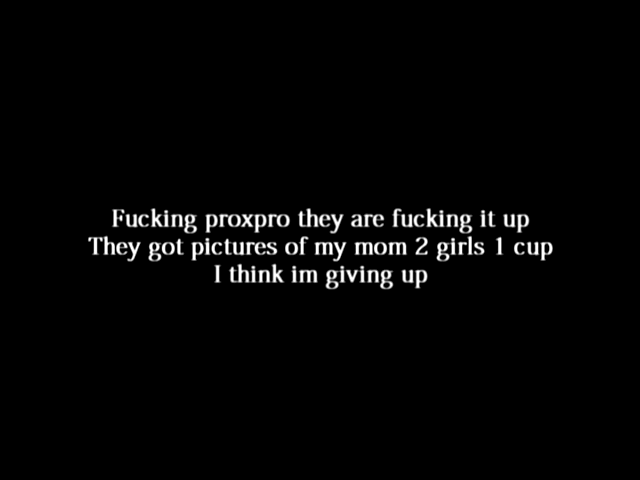 Fucking proxpro they are fucking it up
They got pictures of my mom 2 girls 1 cup
I think im giving up